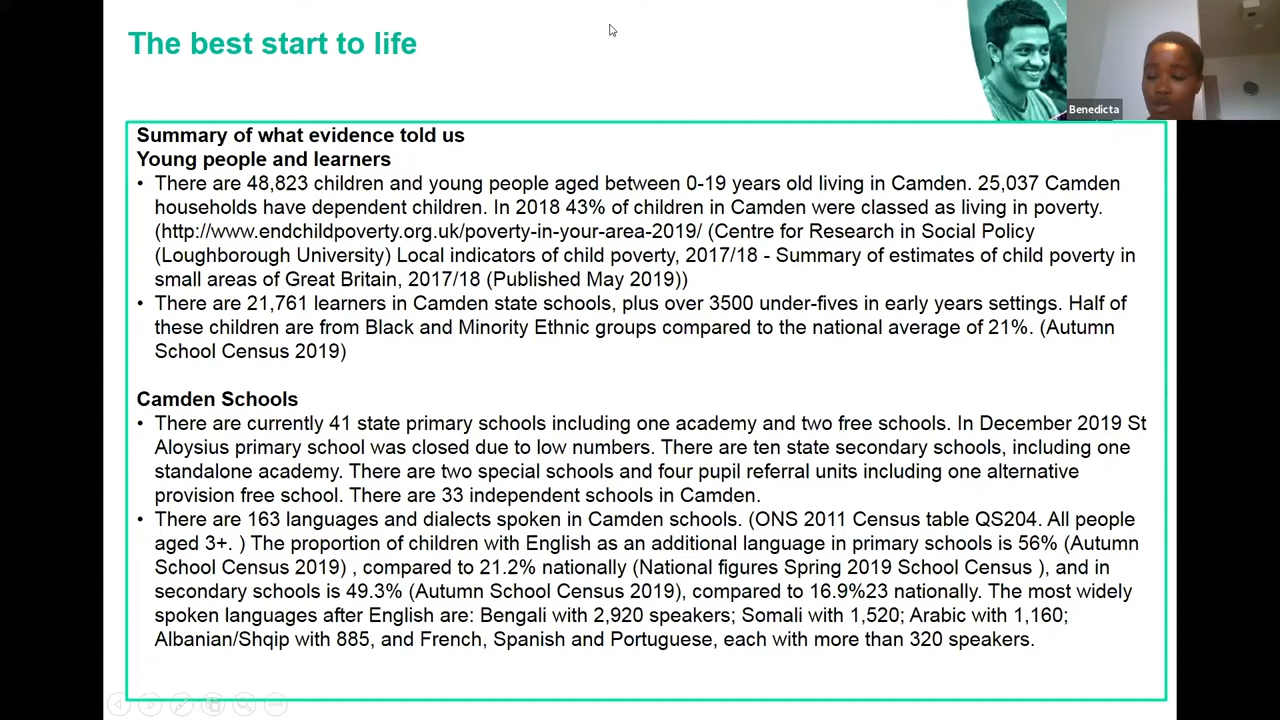 The best start to life
Benedicta
Summary of what evidence told us
Young people and learners
• There are 48,823 children and young people aged between 0-19 years old living in Camden. 25,037 Camden
households have dependent children. In 2018 43% of children in Camden were classed as living in poverty.
(http://www.endchildpoverty.org.uk/poverty-in-your-area-2019/ (Centre for Research in Social Policy
(Loughborough University) Local indicators of child poverty, 2017/18 - Summary of estimates of child poverty in
small areas of Great Britain, 2017/18 (Published May 2019))
• There are 21,761 learners in Camden state schools, plus over 3500 under-fives in early years settings. Half of
these children are from Black and Minority Ethnic groups compared to the national average of 21%. (Autumn
School Census 2019)
Camden Schools
• There are currently 41 state primary schools including one academy and two free schools. In December 2019 St
Aloysius primary school was closed due to low numbers. There are ten state secondary schools, including one
standalone academy. There are two special schools and four pupil referral units including one alternative
provision free school. There are 33 independent schools in Camden.
• There are 163 languages and dialects spoken in Camden schools. (ONS 2011 Census table QS204. All people
aged 3+. ) The proportion of children with English as an additional language in primary schools is 56% (Autumn
School Census 2019) , compared to 21.2% nationally (National figures Spring 2019 School Census ), and in
secondary schools is 49.3% (Autumn School Census 2019), compared to 16.9%23 nationally. The most widely
spoken languages after English are: Bengali with 2,920 speakers; Somali with 1,520; Arabic with 1,160;
Albanian/Shqip with 885, and French, Spanish and Portuguese, each with more than 320 speakers.